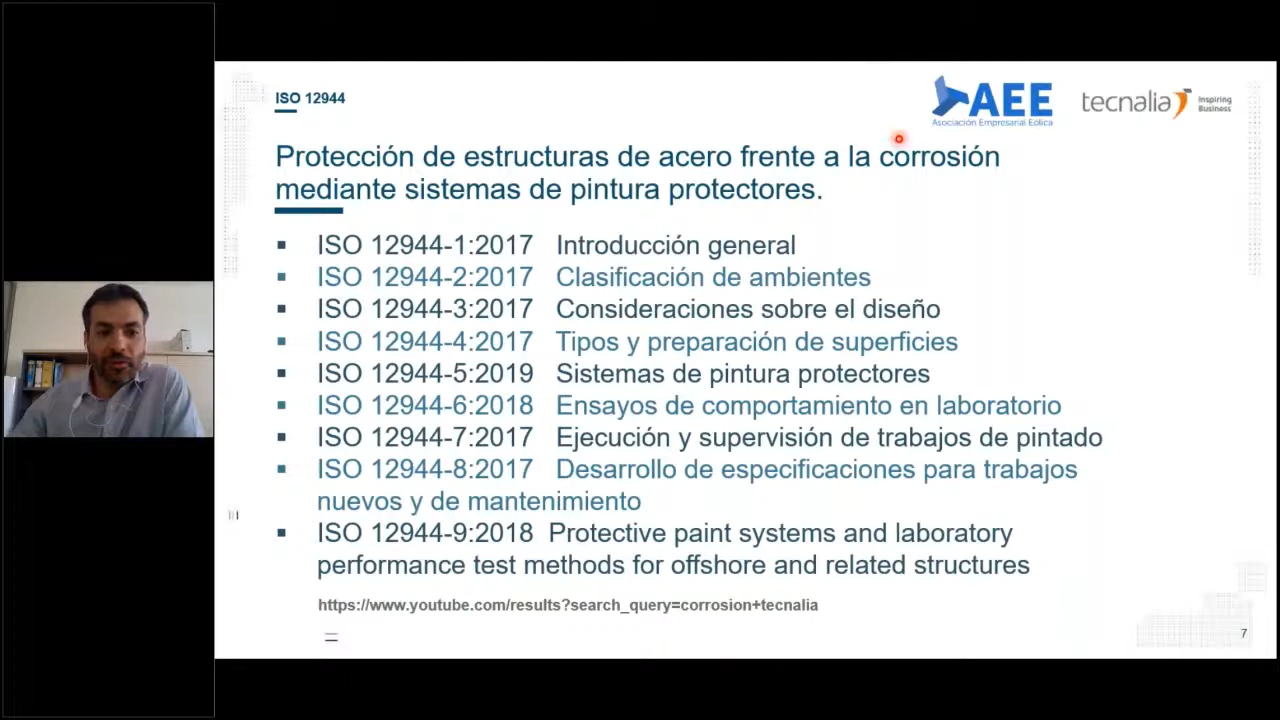 ISO 12944
AEE
Asociación Empresarial Eólica
tecnalia
Inspiring
Business
Protección de estructuras de acero frente a la corrosión
mediante sistemas de pintura protectores.
▪ ISO 12944-1:2017 Introducción general
▪ ISO 12944-2:2017 Clasificación de ambientes
▪ ISO 12944-3:2017 Consideraciones sobre el diseño
▪ ISO 12944-4:2017 Tipos y preparación de superficies
▪ ISO 12944-5:2019 Sistemas de pintura protectores
▪ ISO 12944-6:2018 Ensayos de comportamiento en laboratorio
▪ ISO 12944-7:2017 Ejecución y supervisión de trabajos de pintado
▪ ISO 12944-8:2017 Desarrollo de especificaciones para trabajos
nuevos y de mantenimiento
▪ ISO 12944-9:2018 Protective paint systems and laboratory
performance test methods for offshore and related structures
https://www.youtube.com/results?search_query=corrosion+tecnalia
7